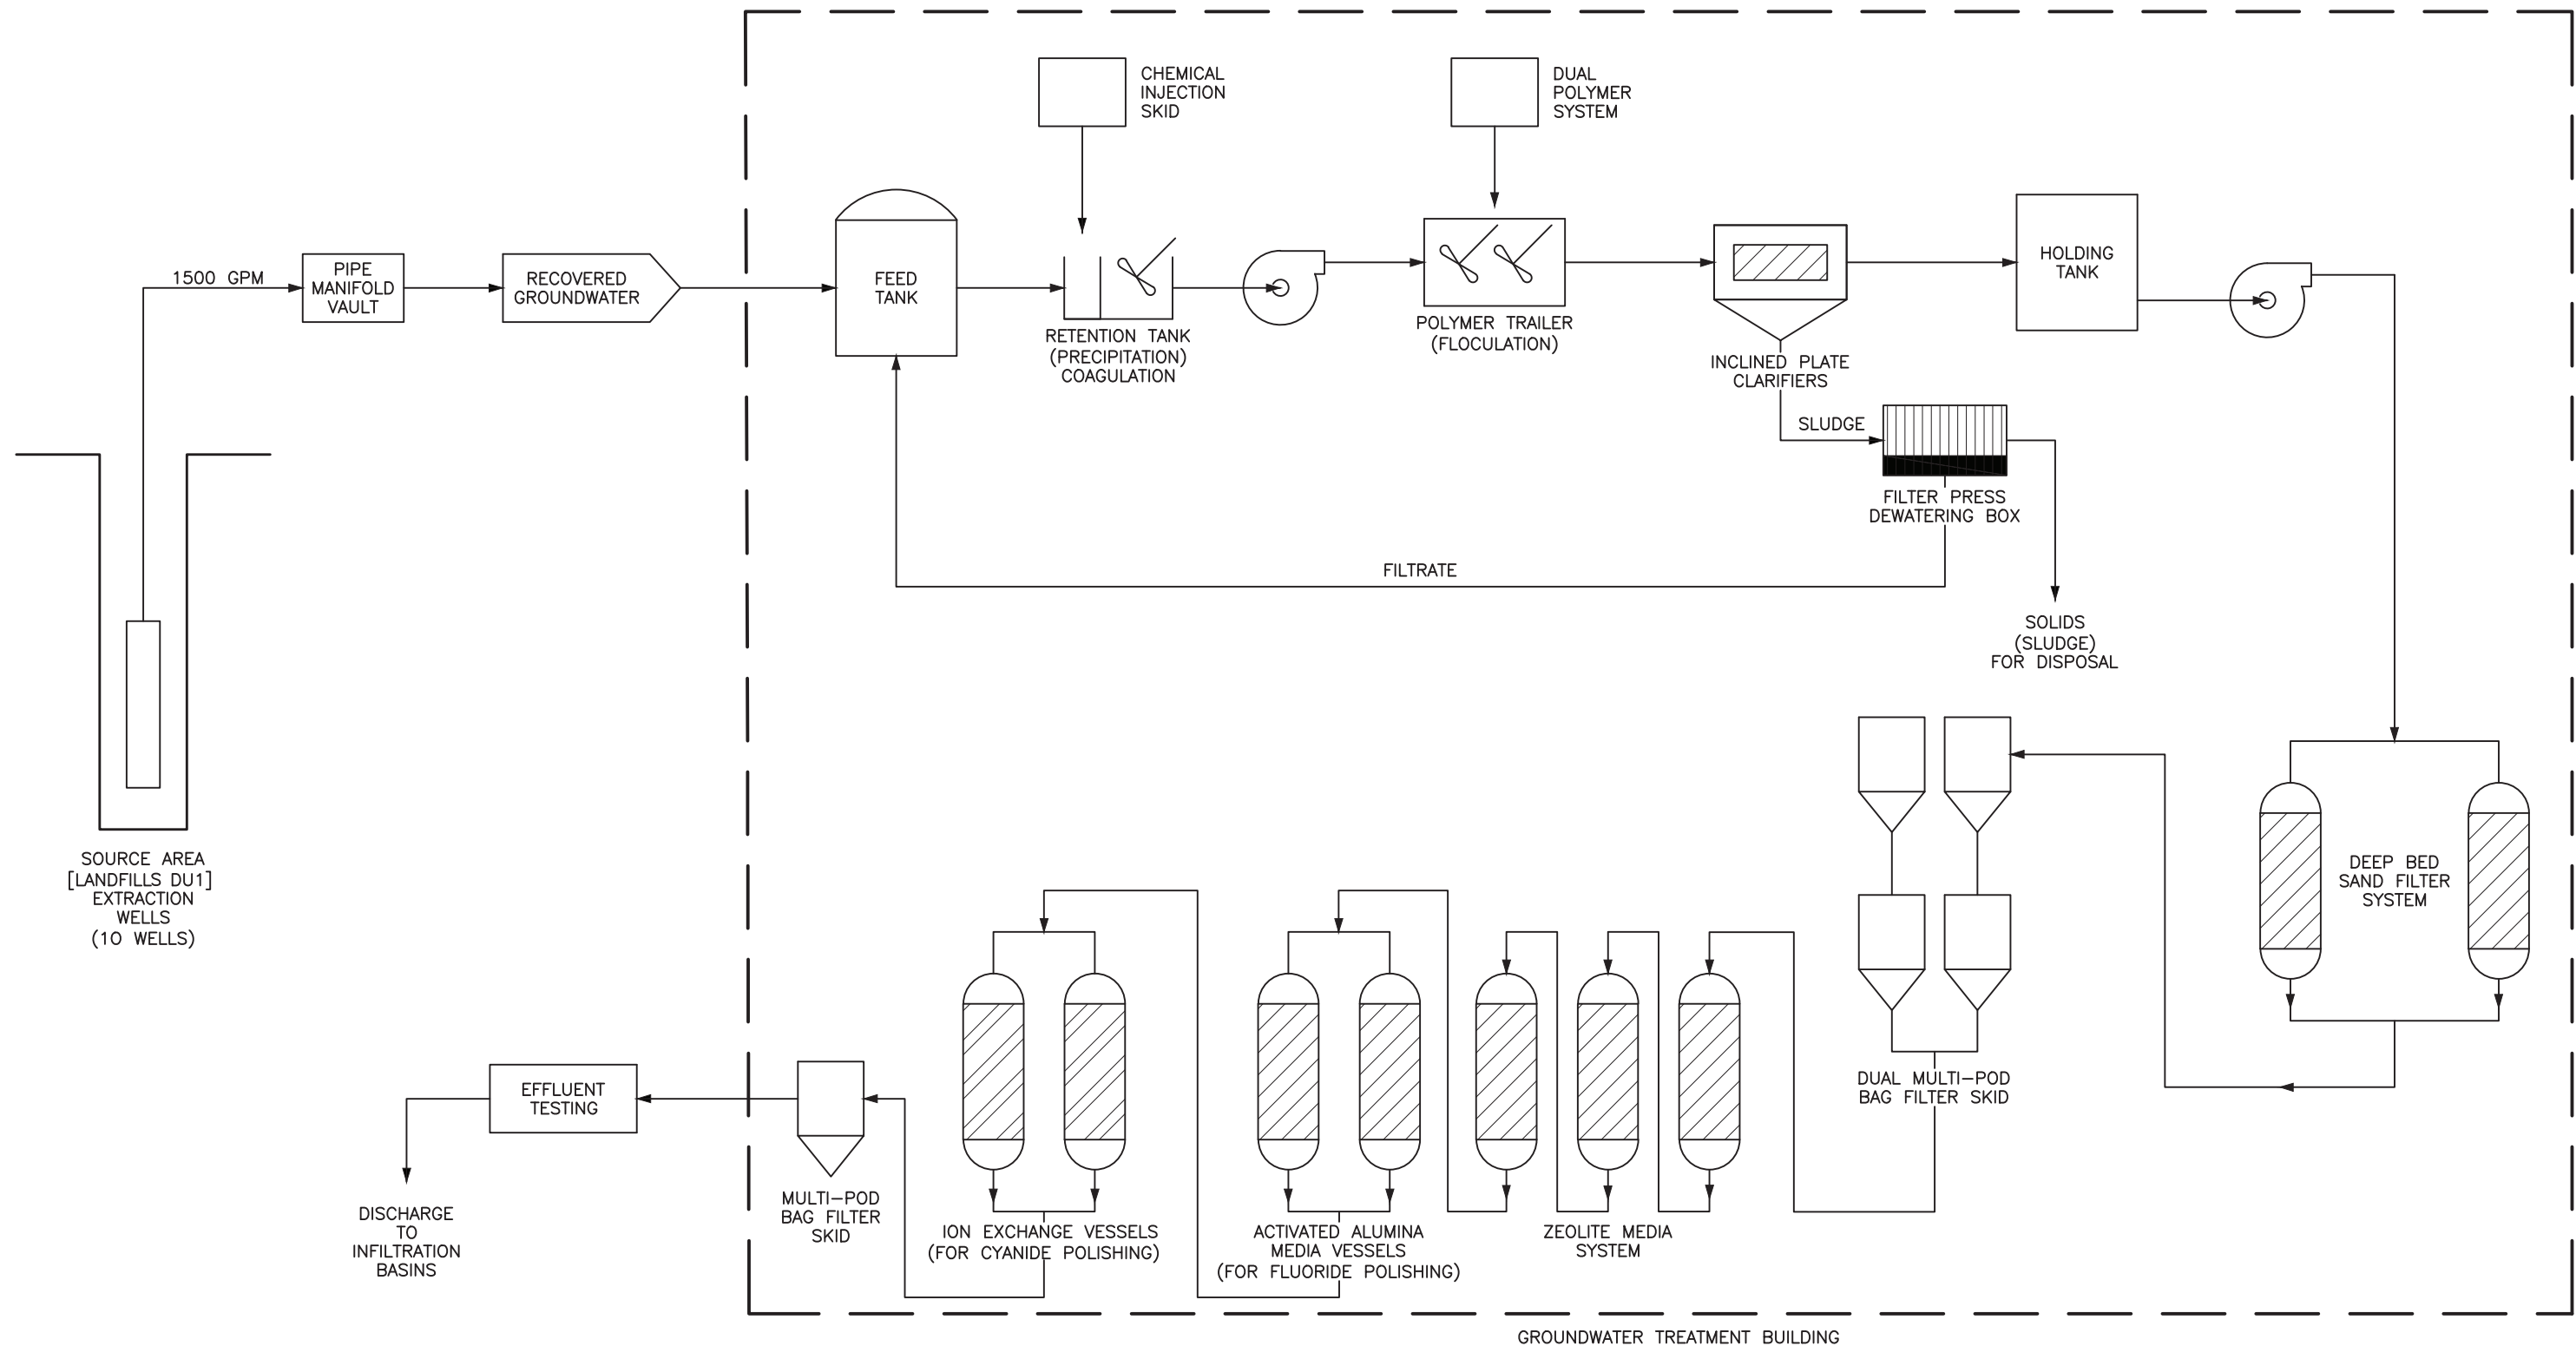 CHEMICAL
INJECTION
SKID
DUAL
POLYMER
SYSTEM
1500 GPM
PIPE
MANIFOLD
VAULT
RECOVERED
GROUNDWATER
FEED
TANK
HOLDING
TANK
RETENTION TANK
(PRECIPITATION)
COAGULATION
POLYMER TRAILER
(FLOCULATION)
INCLINED PLATE
CLARIFIERS
SLUDGE
FILTER PRESS
DEWATERING BOX
FILTRATE
SOLIDS
(SLUDGE)
FOR DISPOSAL
SOURCE AREA
[LANDFILLS DU1]
EXTRACTION
WELLS
(10 WELLS)
DEEP BED
SAND FILTER
SYSTEM
DUAL MULTI-POD
BAG FILTER SKID
EFFLUENT
TESTING
DISCHARGE
TO
INFILTRATION
BASINS
MULTI-POD
BAG FILTER
SKID
ION EXCHANGE VESSELS
(FOR CYANIDE POLISHING)
ACTIVATED ALUMINA
MEDIA VESSELS
(FOR FLUORIDE POLISHING)
ZEOLITE MEDIA
SYSTEM
GROUNDWATER TREATMENT BUILDING